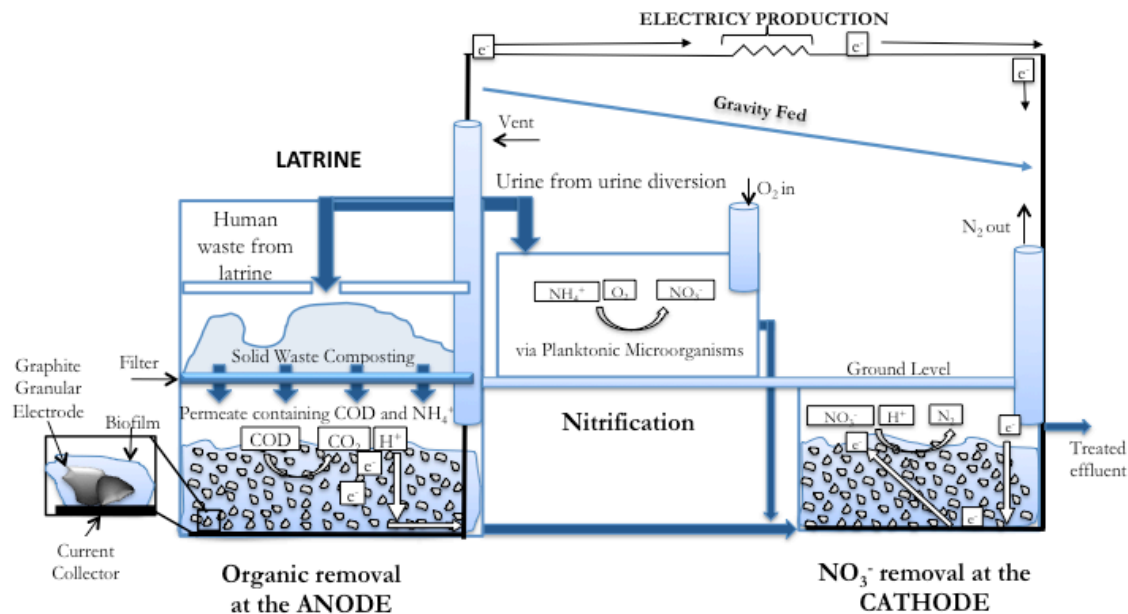 ELECTRICY PRODUCTION
e⁻
e⁻
e⁻
Gravity Fed
Vent
LATRINE
Urine from urine diversion
O₂ in
N₂ out
Human
waste from
latrine
NH₄⁺ O₂ NO₃⁻
via Planktonic Microorganisms
Solid Waste Composting
Filter
Ground Level
Graphite
Granular
Electrode
Biofilm
Permeate containing COD and NH₄⁺
Nitrification
COD CO₂ H⁺
e⁻
e⁻
NO₃⁻ H⁺ N₂
e⁻
e⁻
e⁻
Treated
effluent
Current
Collector
Organic removal
at the ANODE
NO₃⁻ removal at the
CATHODE